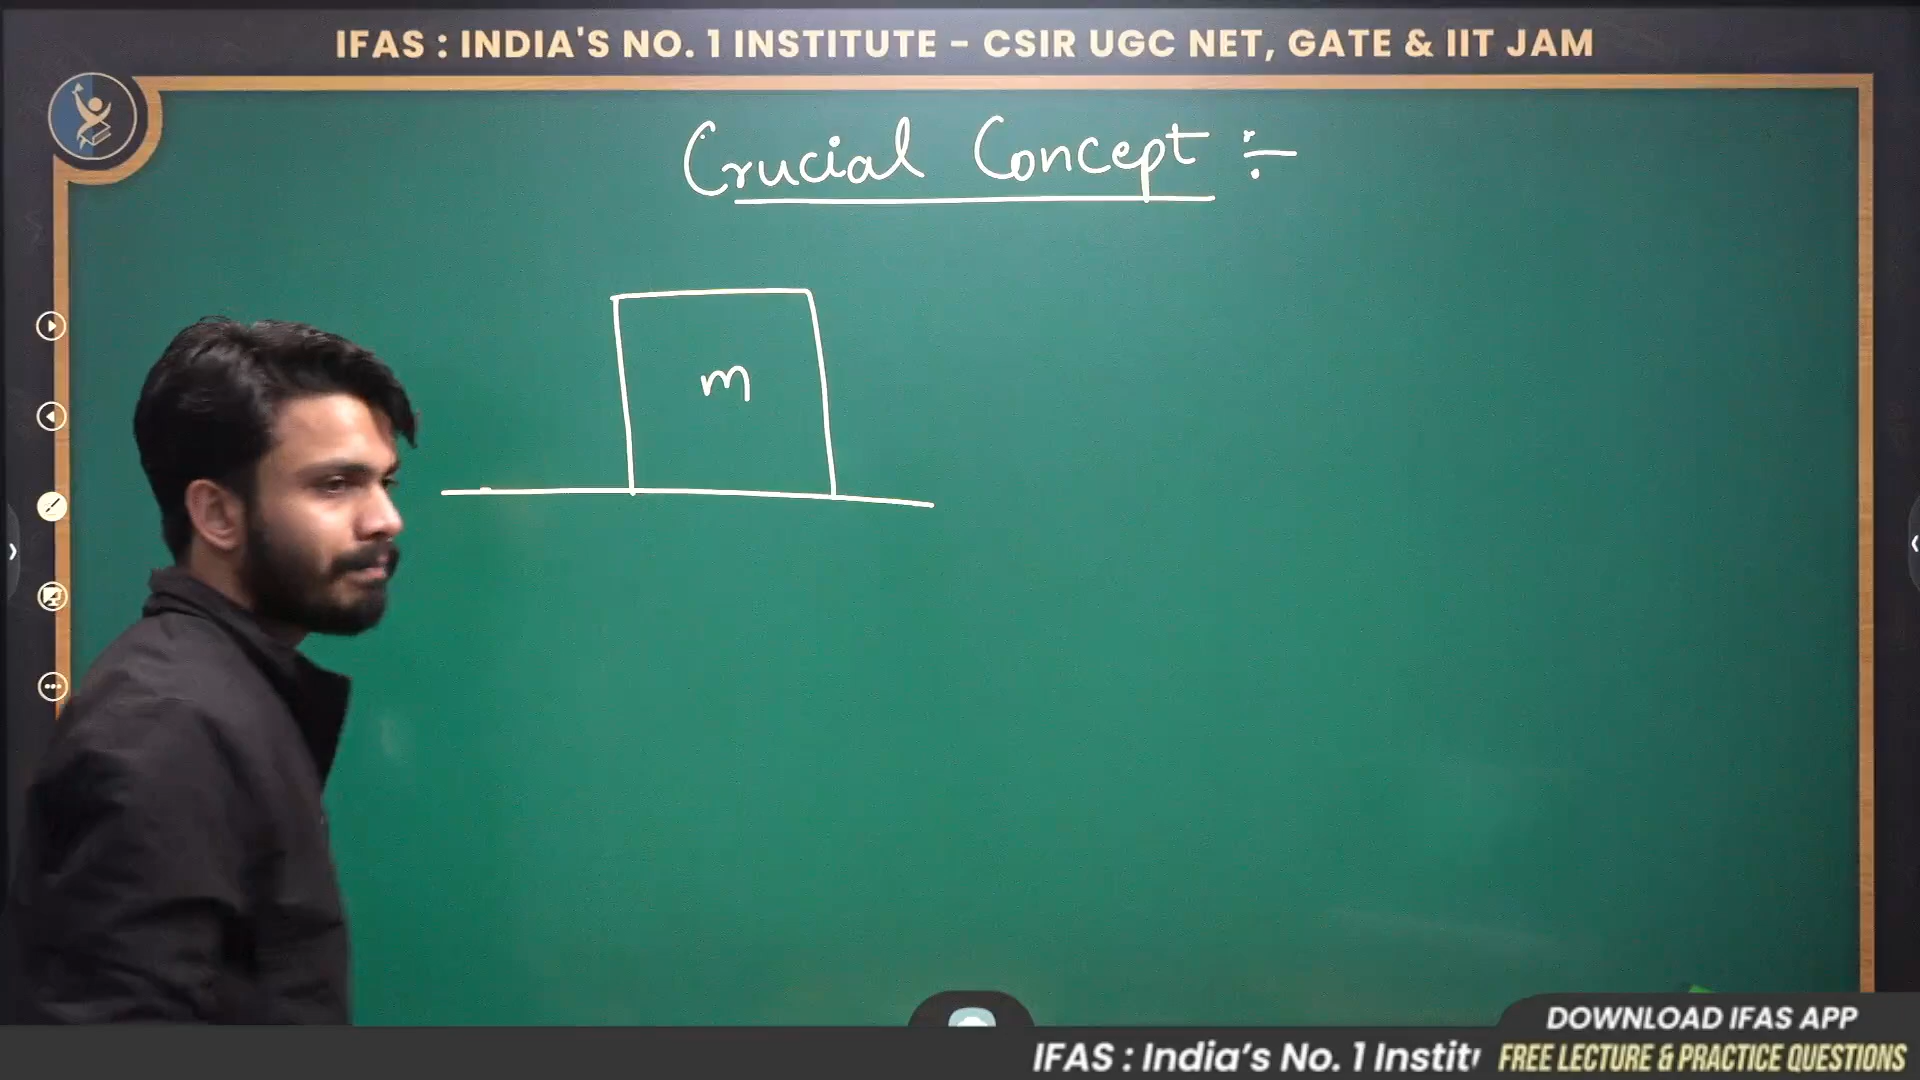 IFAS : INDIA'S NO. 1 INSTITUTE - CSIR UGC NET, GATE & IIT JAM
Crucial Concept :-
m
DOWNLOAD IFAS APP
IFAS : India's No. 1
FREE LECTURE & PRACTICE QUESTIONS